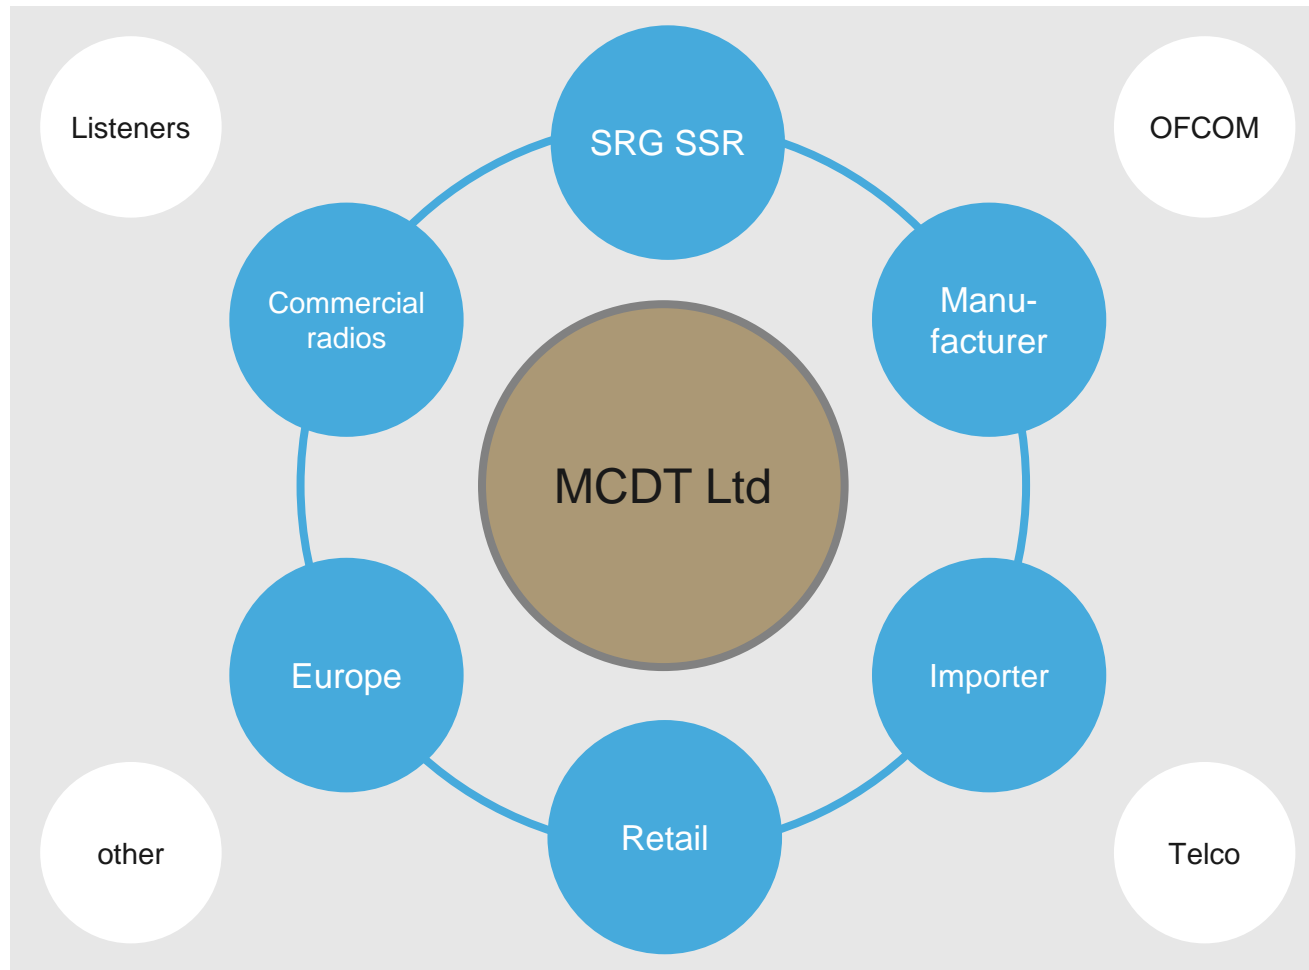 Listeners
SRG SSR
OFCOM
Commercial
radios
Manu-
facturer
MCDT Ltd
Europe
Importer
Retail
other
Telco